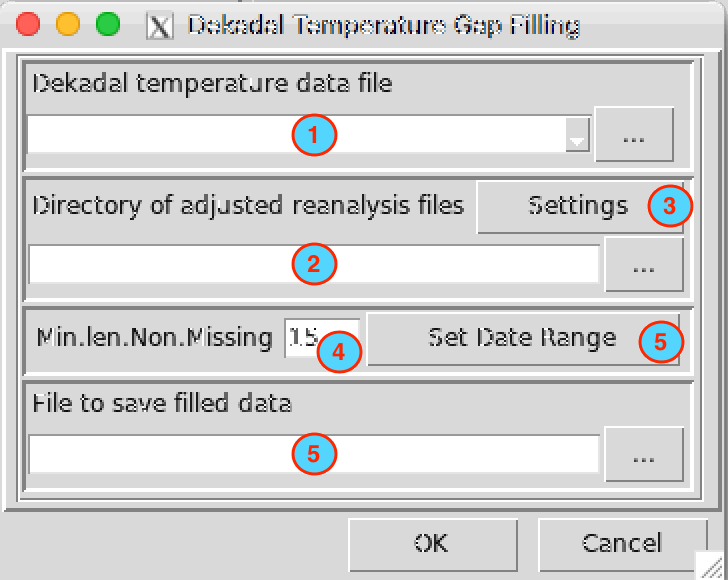 Dekadal Temperature Gap Filling
Dekadal temperature data file
1
...
Directory of adjusted reanalysis files Settings 3
2
...
Min.len.Non.Missing 15 4 Set Date Range 5
File to save filled data
5
...
OK Cancel